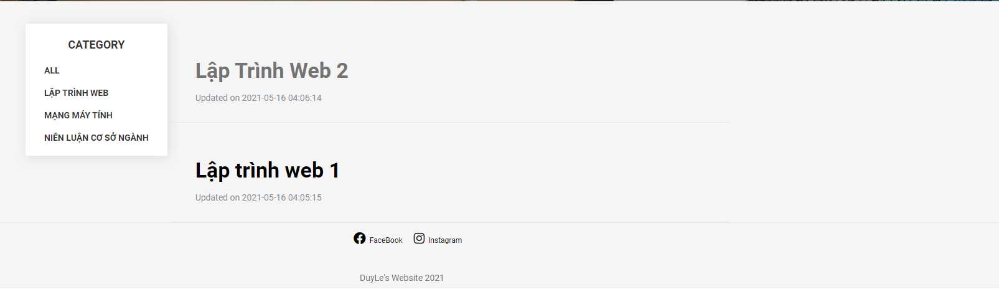 CATEGORY
ALL
LẬP TRÌNH WEB
MẠNG MÁY TÍNH
NIÊN LUẬN CƠ SỞ NGÀNH
Lập Trình Web 2
Updated on 2021-05-16 04:06:14
Lập trình web 1
Updated on 2021-05-16 04:05:15
FaceBook Instagram
DuyLe's Website 2021